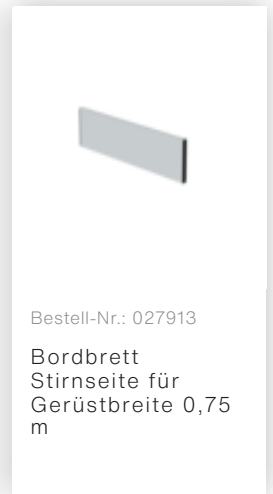 Bestell-Nr.: 027913
Bordbrett
Stirnseite für
Gerüstbreite 0,75
m